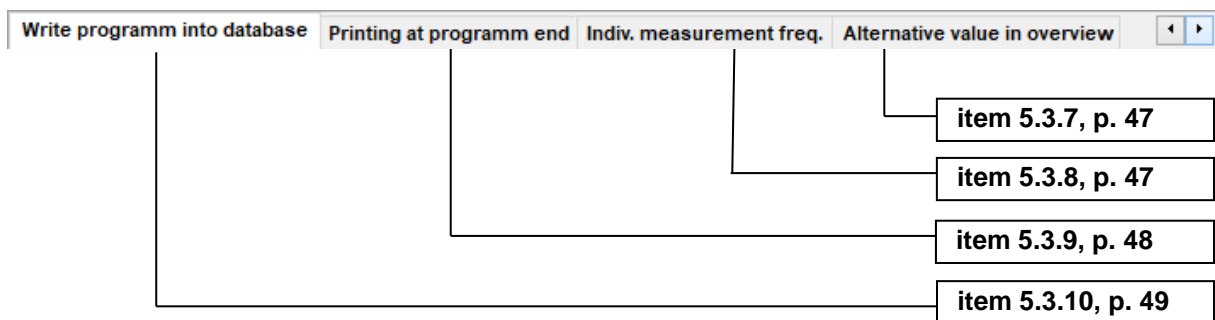 Write programm into database Printing at programm end Indiv. measurement freq. Alternative value in overview
item 5.3.7, p. 47
item 5.3.8, p. 47
item 5.3.9, p. 48
item 5.3.10, p. 49